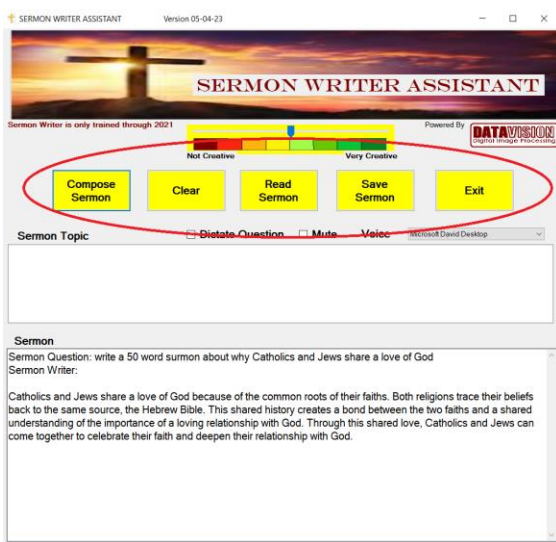 SERMON WRITER ASSISTANT Version 05-04-23
SERMON WRITER ASSISTANT
Sermon Writer is only trained through 2021
Powered By
DATAVISION
Digital Image Processing
Not Creative Very Creative
Compose Sermon Clear Read Sermon Save Sermon Exit
Sermon Topic Dictate Question Mute Voice Microsoft David Desktop
Sermon
Sermon Question: write a 50 word surmon about why Catholics and Jews share a love of God
Sermon Writer:
Catholics and Jews share a love of God because of the common roots of their faiths. Both religions trace their beliefs
back to the same source, the Hebrew Bible. This shared history creates a bond between the two faiths and a shared
understanding of the importance of a loving relationship with God. Through this shared love, Catholics and Jews can
come together to celebrate their faith and deepen their relationship with God.